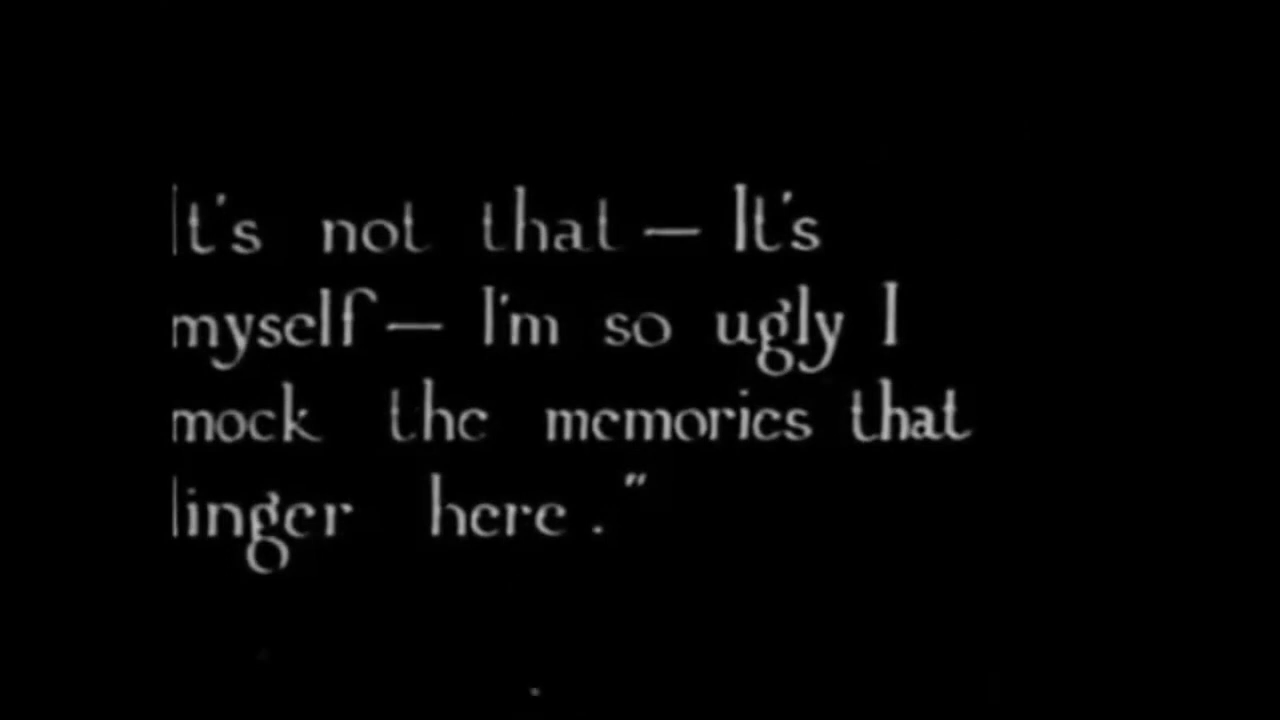 It's not that — It's
myself — I'm so ugly I
mock the memories that
linger here."